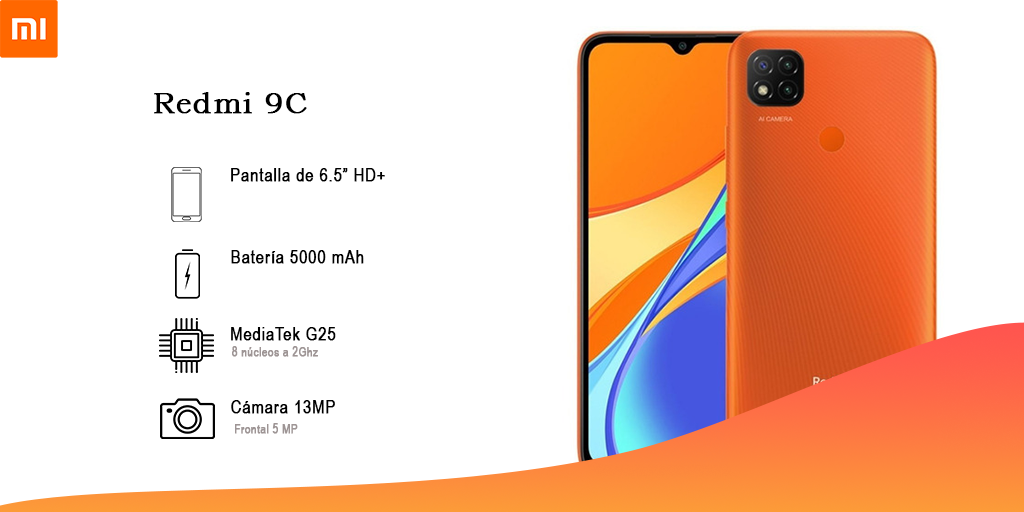 MI
Redmi 9C
Pantalla de 6.5” HD+
Batería 5000 mAh
MediaTek G25
8 núcleos a 2Ghz
Cámara 13MP
Frontal 5 MP
AI CAMERA